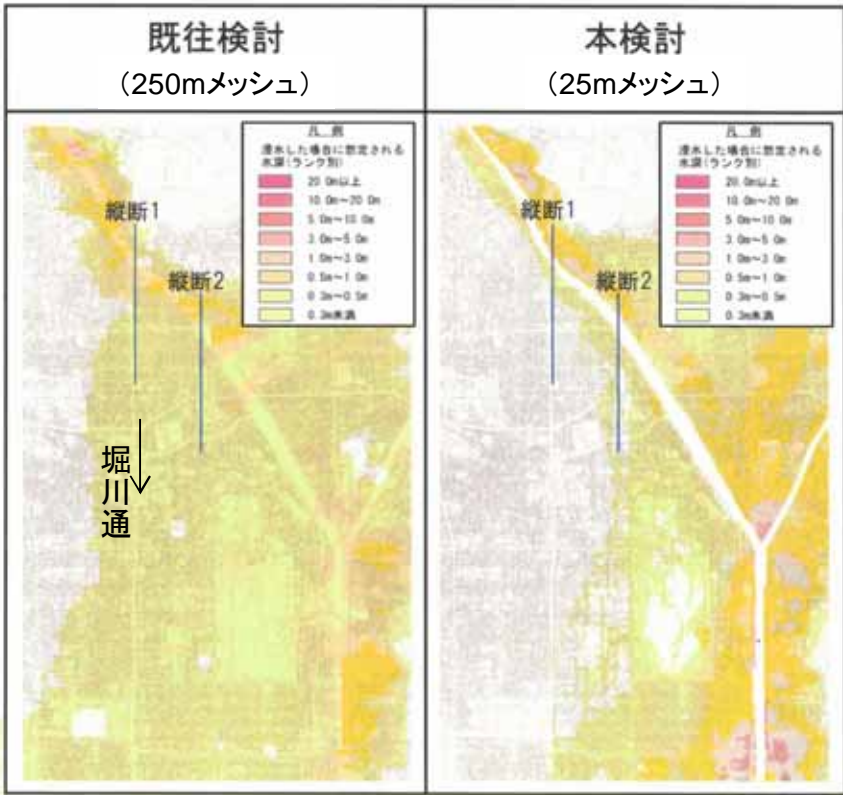 既往検討
（250mメッシュ）
本検討
（25mメッシュ）
凡 例
浸水した場合に想定される
水深（ランク別）
20.0m以上
10.0m～20.0m
5.0m～10.0m
3.0m～5.0m
1.0m～3.0m
0.5m～1.0m
0.3m～0.5m
0.3m未満
縦断1
縦断2
堀川通
凡 例
浸水した場合に想定される
水深（ランク別）
20.0m以上
10.0m～20.0m
5.0m～10.0m
3.0m～5.0m
1.0m～3.0m
0.5m～1.0m
0.3m～0.5m
0.3m未満
縦断1
縦断2